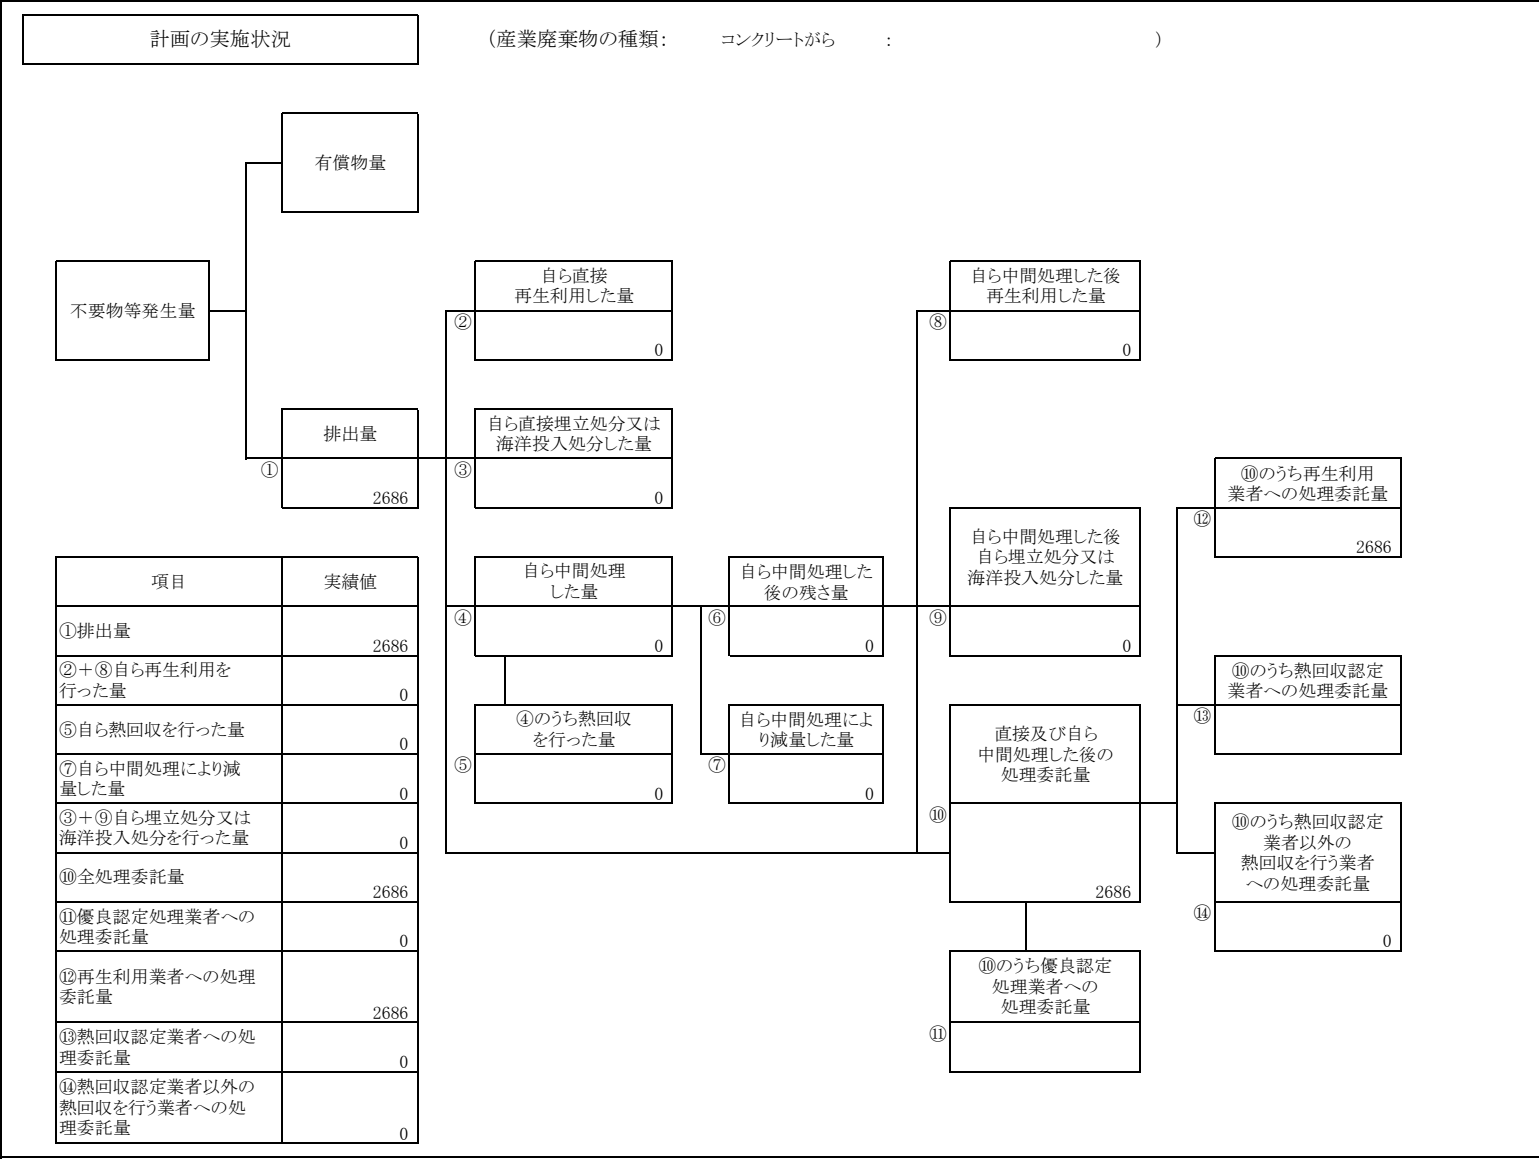 計画の実施状況
（産業廃棄物の種類： コンクリートがら ： ）
有償物量
不要物等発生量
自ら直接
再生利用した量
②
0
自ら中間処理した後
再生利用した量
⑧
0
排出量
①
2686
自ら直接埋立処分又は
海洋投入処分した量
③
0
⑩のうち再生利用
業者への処理委託量
⑫
2686
自ら中間処理
した量
④
0
自ら中間処理した
後の残さ量
⑥
0
自ら中間処理した後
自ら埋立処分又は
海洋投入処分した量
⑨
0
⑩のうち熱回収認定
業者への処理委託量
⑬
④のうち熱回収
を行った量
⑤
0
自ら中間処理によ
り減量した量
⑦
0
直接及び自ら
中間処理した後の
処理委託量
⑩
2686
⑩のうち熱回収認定
業者以外の
熱回収を行う業者
への処理委託量
⑭
0
⑩のうち優良認定
処理業者への
処理委託量
⑪
項目 実績値
①排出量
2686
②＋⑧自ら再生利用を
行った量
0
⑤自ら熱回収を行った量
0
⑦自ら中間処理により減
量した量
0
③＋⑨自ら埋立処分又は
海洋投入処分を行った量
0
⑩全処理委託量
2686
⑪優良認定処理業者への
処理委託量
0
⑫再生利用業者への処理
委託量
2686
⑬熱回収認定業者への処
理委託量
0
⑭熱回収認定業者以外の
熱回収を行う業者への処
理委託量
0